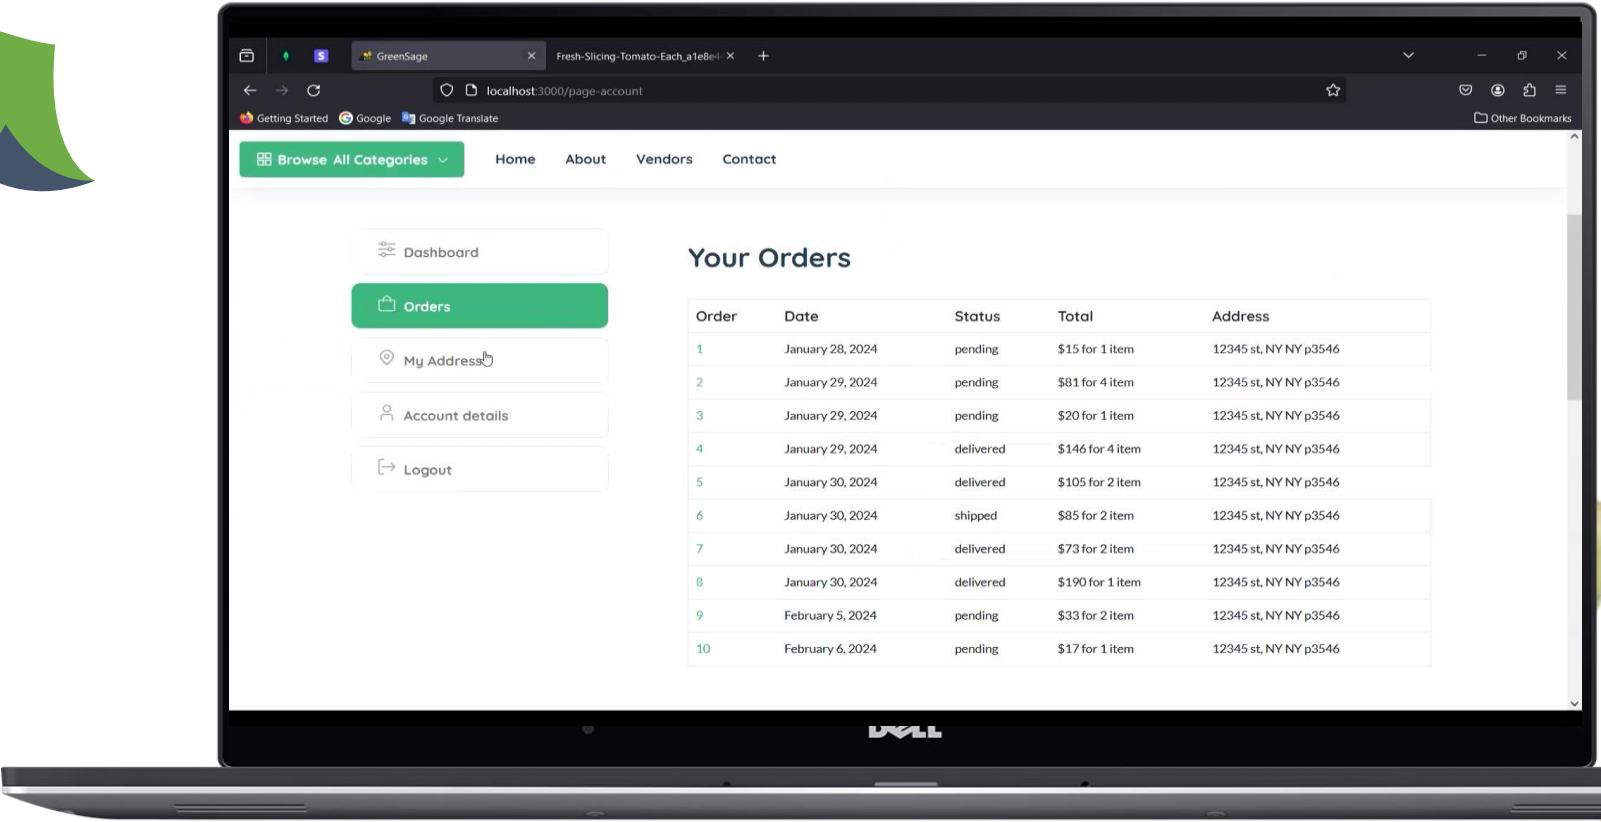 S GreenSage Fresh-Slicing-Tomato-Each_a1e8e4
localhost:3000/page-account
Getting Started Google Google Translate Other Bookmarks
Browse All Categories Home About Vendors Contact
Dashboard
Orders
My Address
Account details
Logout
Your Orders
Order Date Status Total Address
1 January 28, 2024 pending $15 for 1 item 12345 st, NY NY p3546
2 January 29, 2024 pending $81 for 4 item 12345 st, NY NY p3546
3 January 29, 2024 pending $20 for 1 item 12345 st, NY NY p3546
4 January 29, 2024 delivered $146 for 4 item 12345 st, NY NY p3546
5 January 30, 2024 delivered $105 for 2 item 12345 st, NY NY p3546
6 January 30, 2024 shipped $85 for 2 item 12345 st, NY NY p3546
7 January 30, 2024 delivered $73 for 2 item 12345 st, NY NY p3546
8 January 30, 2024 delivered $190 for 1 item 12345 st, NY NY p3546
9 February 5, 2024 pending $33 for 2 item 12345 st, NY NY p3546
10 February 6, 2024 pending $17 for 1 item 12345 st, NY NY p3546
DELL